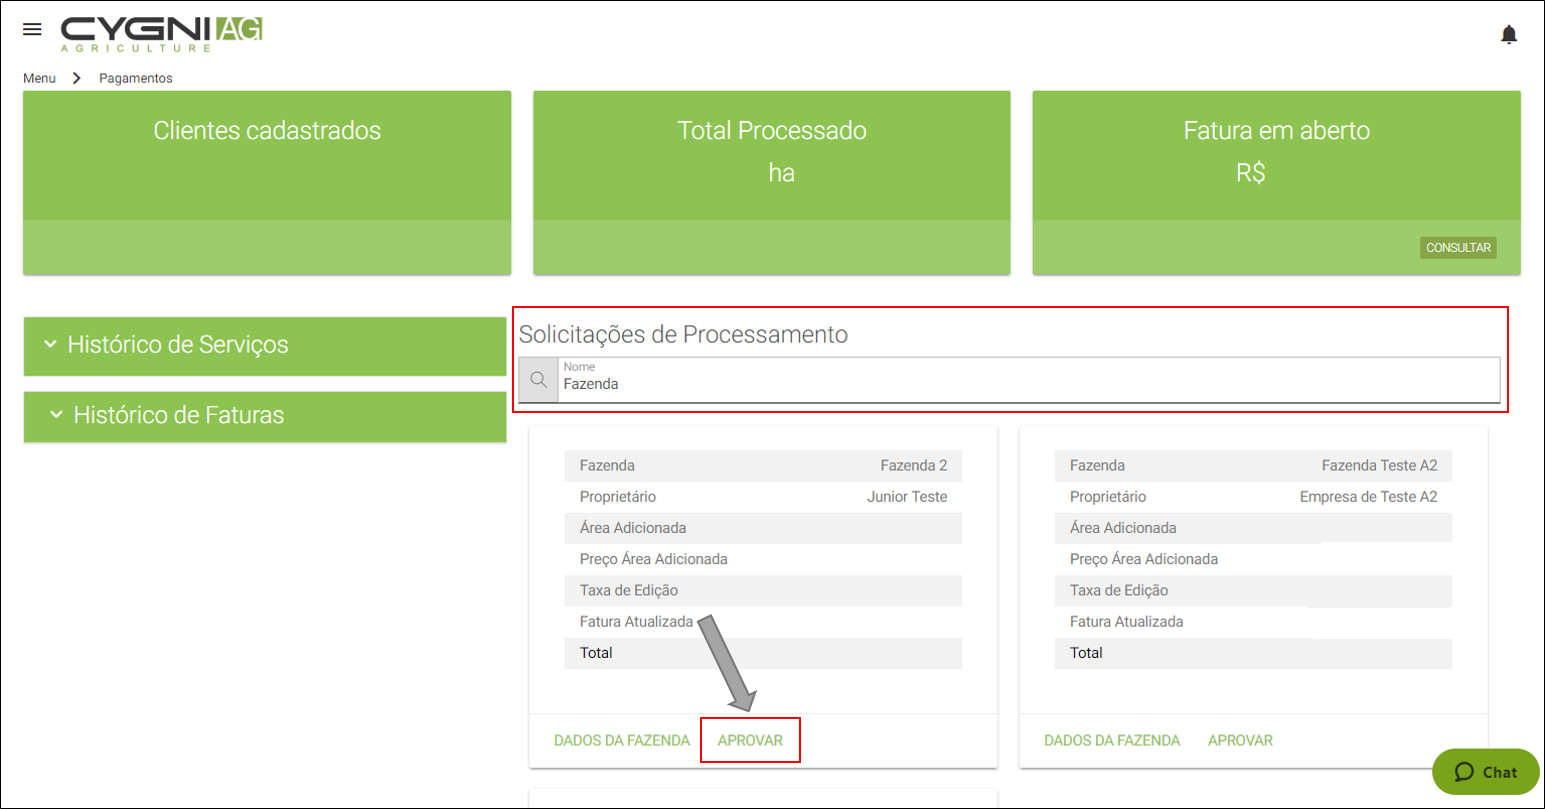 CYGNI AG
AGRICULTURE
Menu > Pagamentos
Clientes cadastrados
Total Processado
ha
Fatura em aberto
R$
CONSULTAR
Histórico de Serviços
Histórico de Faturas
Solicitações de Processamento
Nome
Fazenda
Fazenda Fazenda 2
Proprietário Junior Teste
Área Adicionada
Preço Área Adicionada
Taxa de Edição
Fatura Atualizada
Total
DADOS DA FAZENDA APROVAR
Fazenda Fazenda Teste A2
Proprietário Empresa de Teste A2
Área Adicionada
Preço Área Adicionada
Taxa de Edição
Fatura Atualizada
Total
DADOS DA FAZENDA APROVAR
Chat